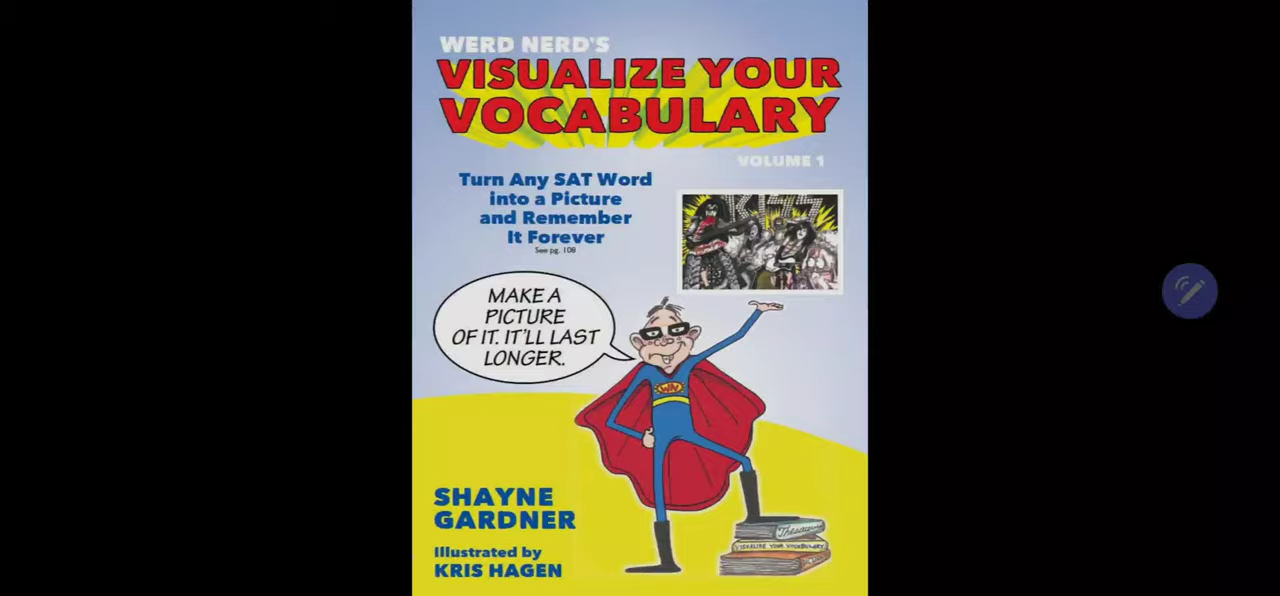 WERD NERD'S
VISUALIZE YOUR
VOCABULARY
VOLUME 1
Turn Any SAT Word
into a Picture
and Remember
It Forever
See pg. 108
KISS
MAKE A
PICTURE
OF IT. IT'LL LAST
LONGER.
WN
SHAYNE
GARDNER
Illustrated by
KRIS HAGEN
Thesaurus
VISUALIZE YOUR VOCABULARY